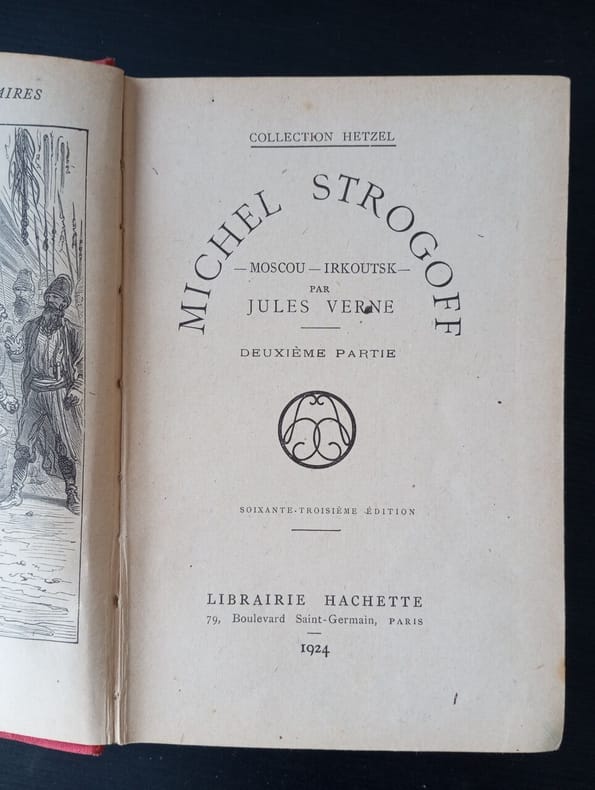 AIRES
COLLECTION HETZEL
MICHEL STROGOFF
— MOSCOU — IRKOUTSK —
PAR
JULES VERNE
DEUXIÈME PARTIE
SOIXANTE-TROISIÈME ÉDITION
LIBRAIRIE HACHETTE
79, Boulevard Saint-Germain, PARIS
1924